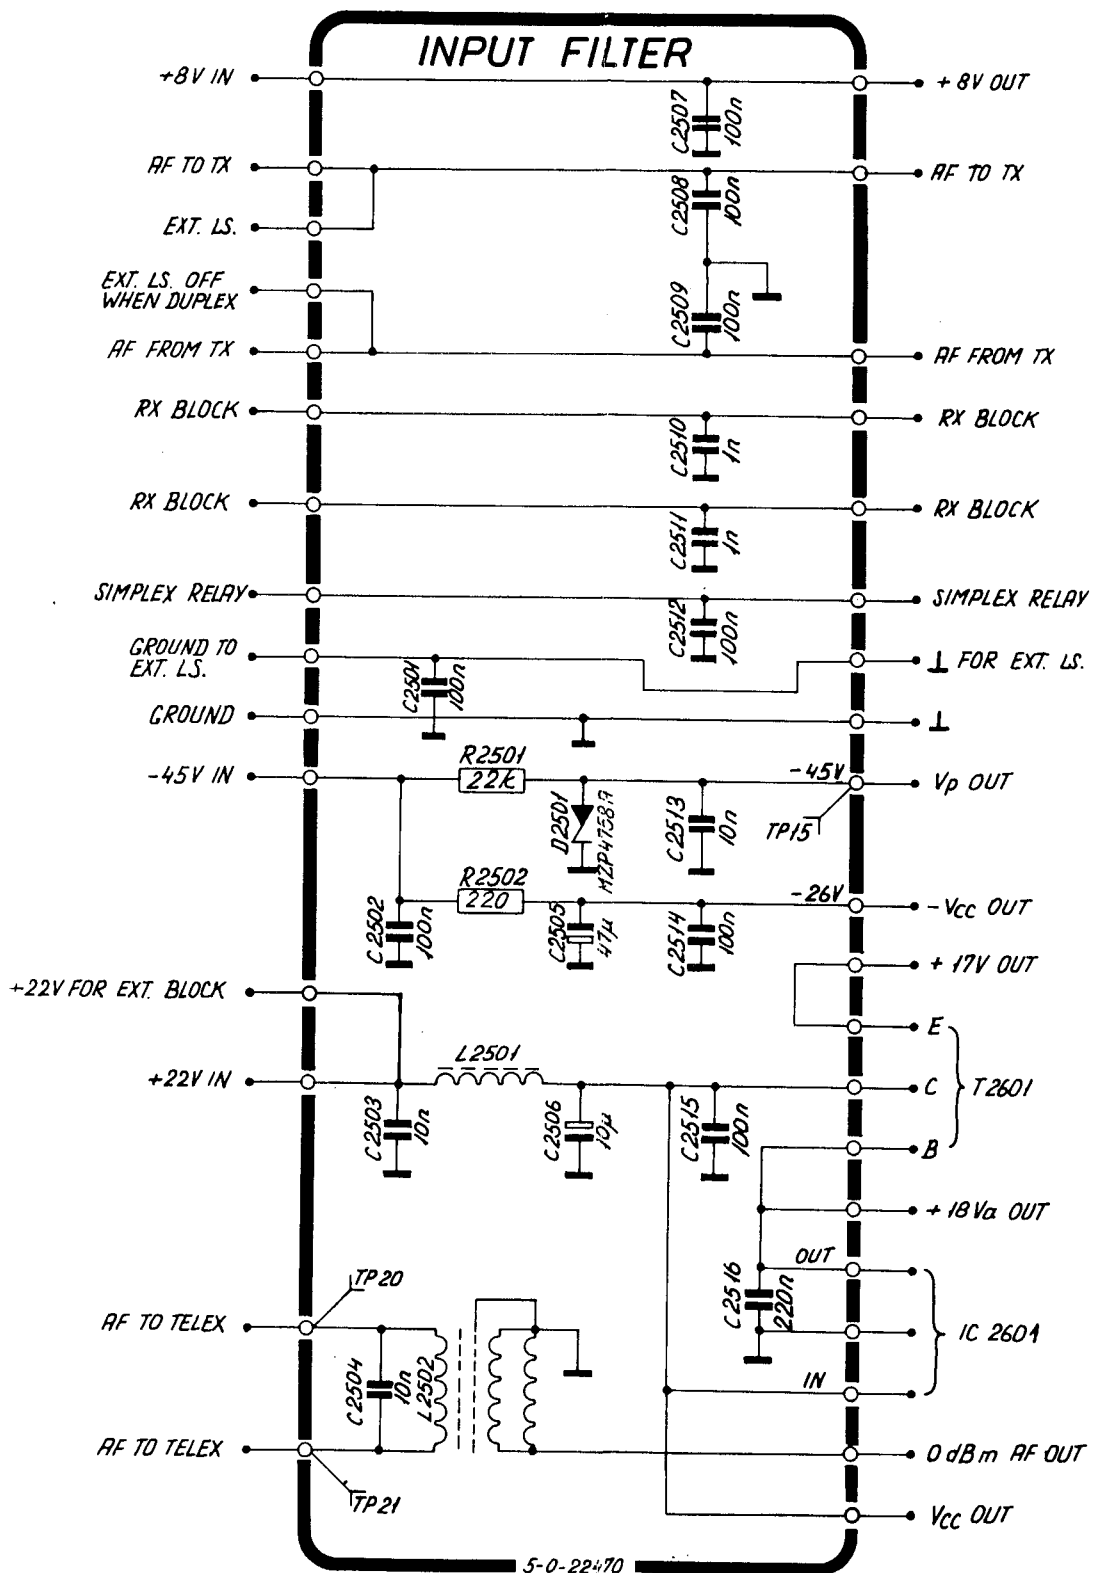 INPUT FILTER
+8V IN
+8V OUT
C2507
100n
AF TO TX
AF TO TX
C2508
100n
EXT. LS.
EXT. LS. OFF
WHEN DUPLEX
C2509
100n
AF FROM TX
AF FROM TX
RX BLOCK
RX BLOCK
C2510
1n
RX BLOCK
RX BLOCK
C2511
1n
SIMPLEX RELAY
SIMPLEX RELAY
C2512
100n
GROUND TO
EXT. LS.
⊥ FOR EXT. LS.
C2501
100n
GROUND
⊥
-45V IN
R2501
22k
-45V
Vp OUT
TP15
D2501
MZP4758A
C2513
10n
R2502
220
-26V
-Vcc OUT
C2502
100n
C2505
47µ
C2514
100n
+17V OUT
+22V FOR EXT. BLOCK
E
L2501
+22V IN
C
T2601
C2503
10n
C2506
10µ
C2515
100n
B
+18Va OUT
OUT
TP20
C2516
220n
AF TO TELEX
IC 2601
C2504
10n
L2502
IN
AF TO TELEX
0 dBm AF OUT
TP21
Vcc OUT
5-0-22470